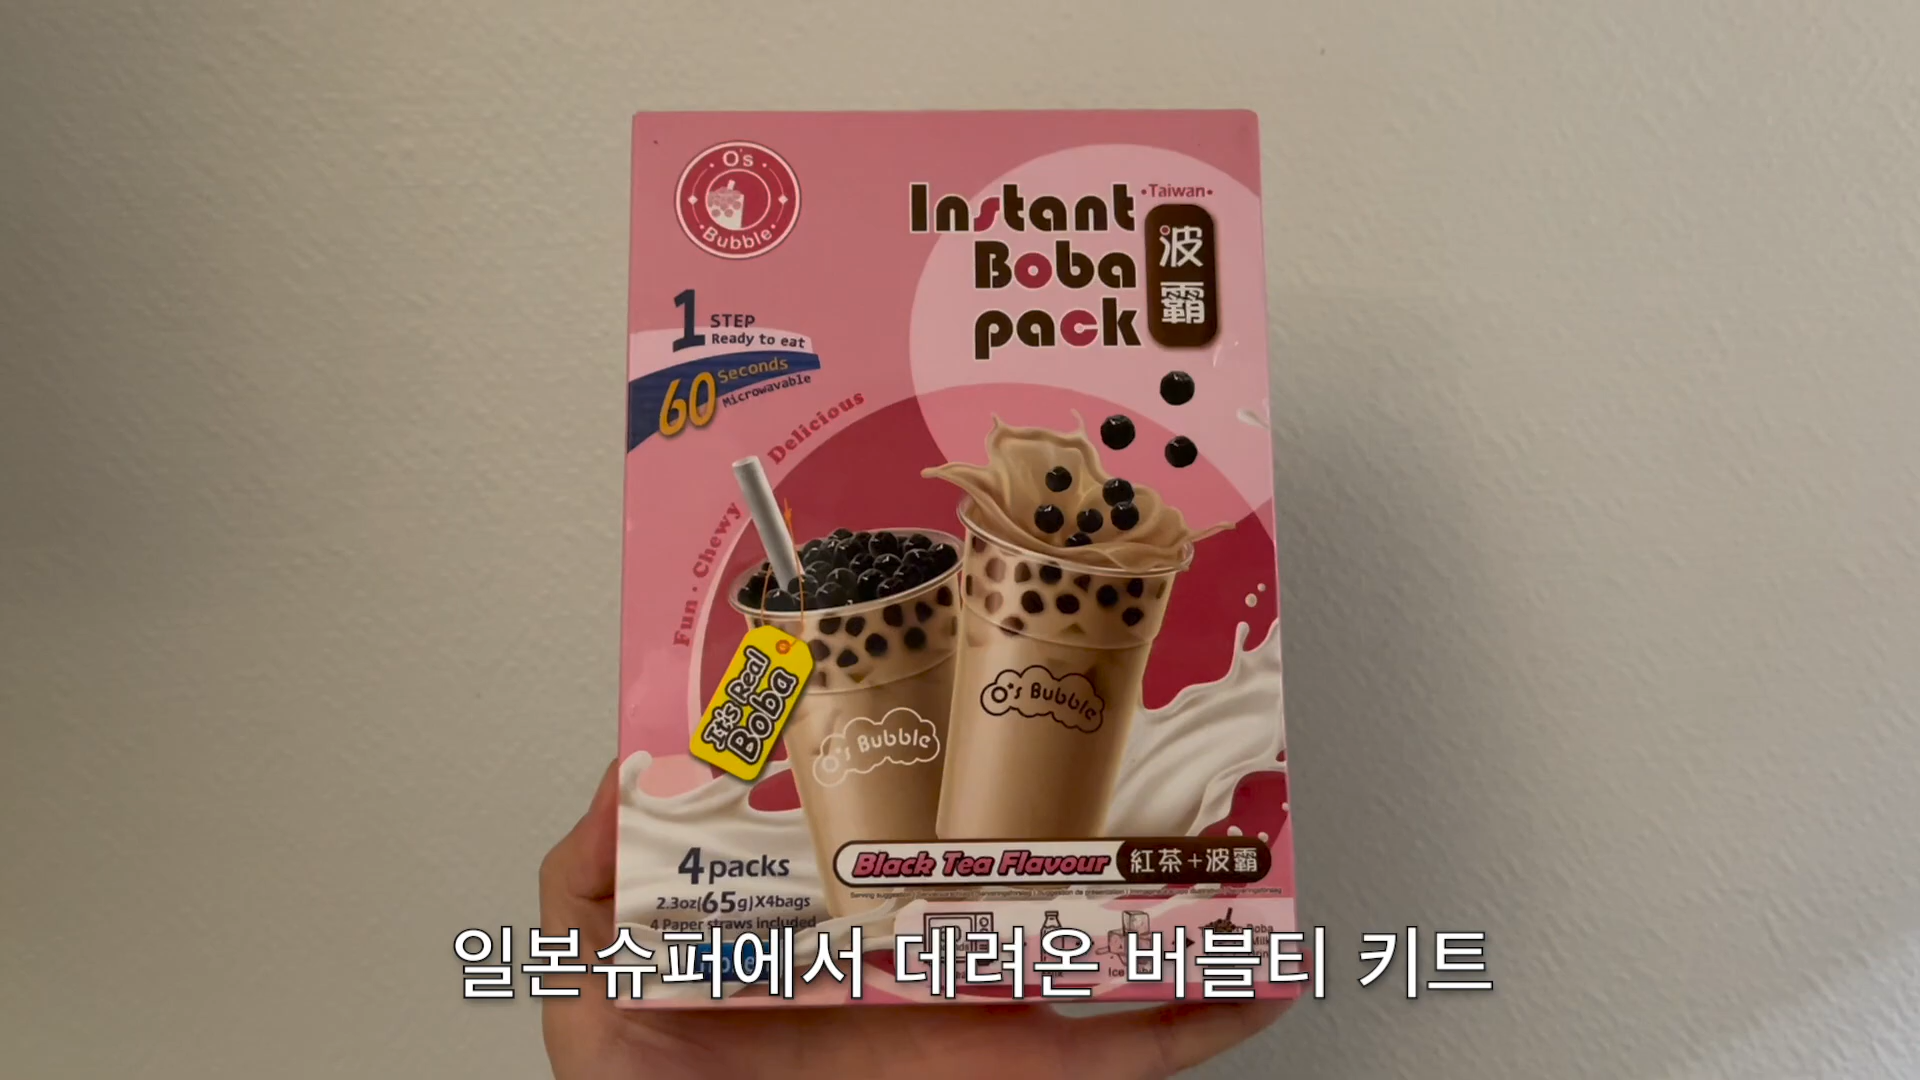 O's
Bubble
Instant
Boba
pack
•Taiwan•
波霸
1 STEP
Ready to eat
60 Seconds
Microwavable
Fun • Chewy • Delicious
It's Real
Boba
O's Bubble
O's Bubble
Black Tea Flavour 紅茶+波霸
4 packs
2.3oz(65g)X4bags
4 Paper straws included
일본슈퍼에서 데려온 버블티 키트